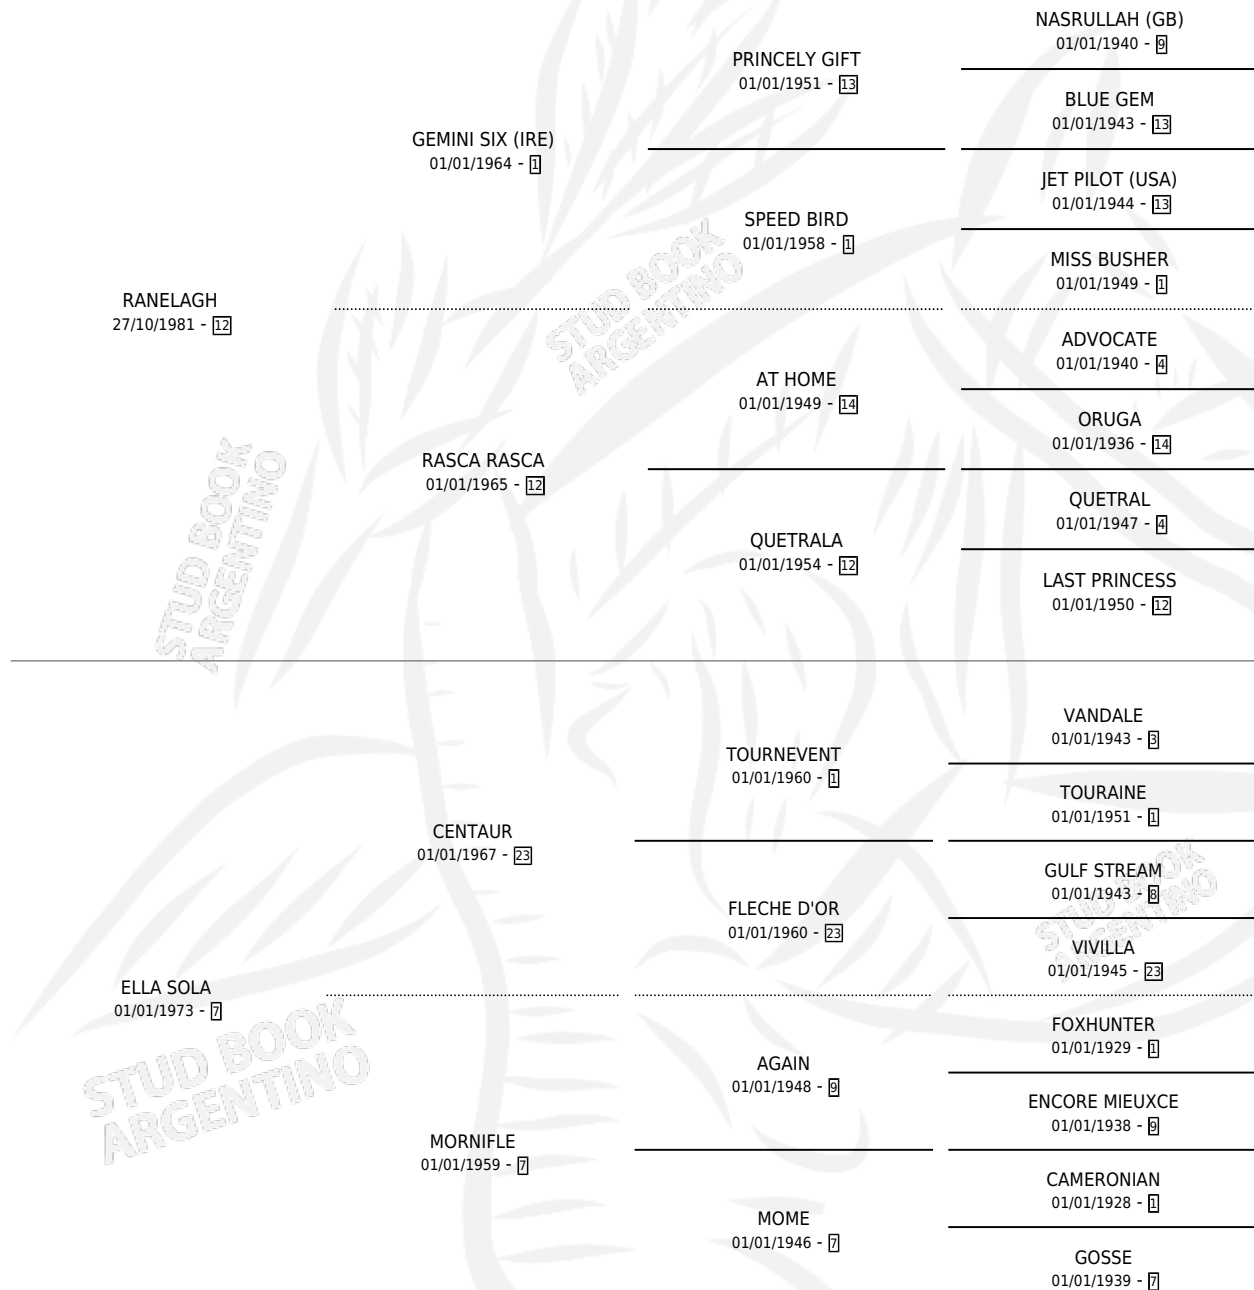 NASRULLAH (GB)
01/01/1940 - 9
PRINCELY GIFT
01/01/1951 - 13
BLUE GEM
01/01/1943 - 13
GEMINI SIX (IRE)
01/01/1964 - 1
JET PILOT (USA)
01/01/1944 - 13
SPEED BIRD
01/01/1958 - 1
MISS BUSHER
01/01/1949 - 1
RANELAGH
27/10/1981 - 12
ADVOCATE
01/01/1940 - 4
AT HOME
01/01/1949 - 14
ORUGA
01/01/1936 - 14
RASCA RASCA
01/01/1965 - 12
QUETRAL
01/01/1947 - 4
QUETRALA
01/01/1954 - 12
LAST PRINCESS
01/01/1950 - 12
VANDALE
01/01/1943 - 3
TOURNEVENT
01/01/1960 - 1
TOURAINE
01/01/1951 - 1
CENTAUR
01/01/1967 - 23
GULF STREAM
01/01/1943 - 8
FLECHE D'OR
01/01/1960 - 23
VIVILLA
01/01/1945 - 23
ELLA SOLA
01/01/1973 - 7
FOXHUNTER
01/01/1929 - 1
AGAIN
01/01/1948 - 9
ENCORE MIEUXCE
01/01/1938 - 9
MORNIFLE
01/01/1959 - 7
CAMERONIAN
01/01/1928 - 1
MOME
01/01/1946 - 7
GOSSE
01/01/1939 - 7
STUD BOOK
ARGENTINO
STUD BOOK
ARGENTINO
STUD BOOK
ARGENTINO
STUD BOOK
ARGENTINO